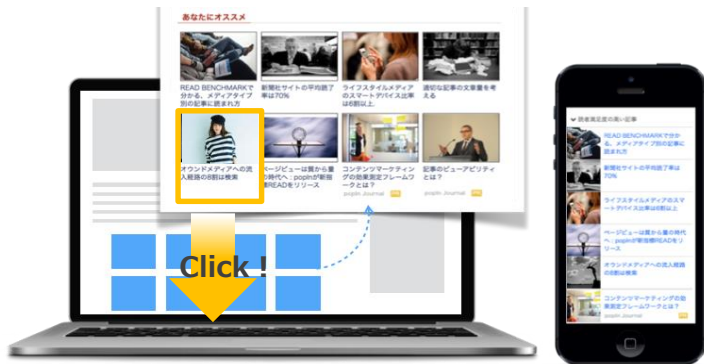 あなたにオススメ
READ BENCHMARKで
分かる、メディアタイプ
別の記事に読まれ方
新聞社サイトの平均読了
率は70%
ライフスタイルメディア
のスマートデバイス比率
は6割以上
適切な記事の文章量を考
える
オウンドメディアへの流
入経路の8割は検索
ページビューは質から量
の時代へ：popInが新指
標READをリリース
コンテンツマーケティン
グの効果測定フレームワ
ークとは？
popIn Journal
記事のビューアビリティ
とは？
popIn Journal
Click !
読者満足度の高い記事
READ BENCHMARKで分か
る、メディアタイプ別の記事に
読まれ方
新聞社サイトの平均読了率は
70%
ライフスタイルメディアのスマ
ートデバイス比率は6割以上
ページビューは質から量の時代
へ：popInが新指標READをリ
リース
オウンドメディアへの流入経路
の8割は検索
コンテンツマーケティングの効
果測定フレームワークとは？
popIn Journal